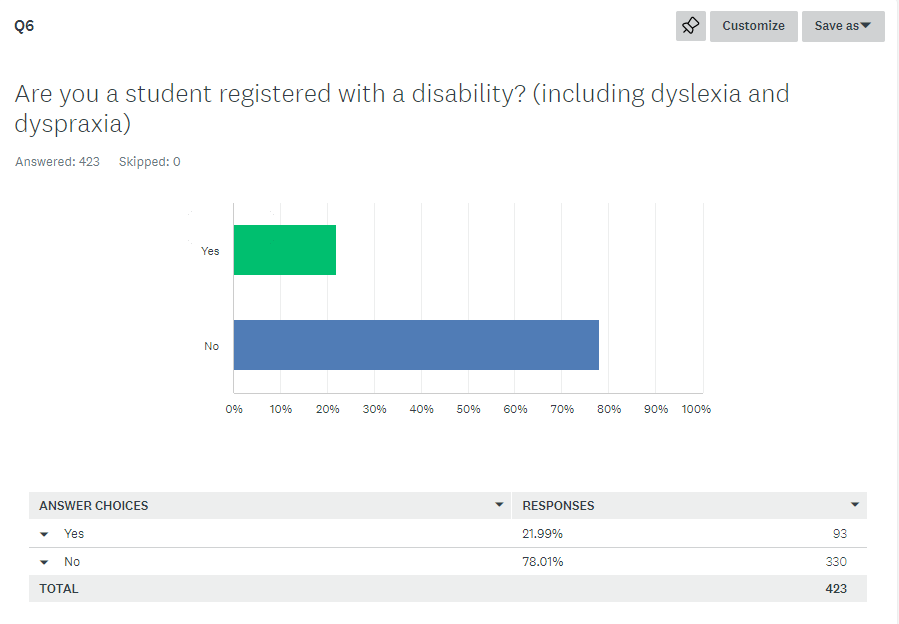 Q6
Customize
Save as
Are you a student registered with a disability? (including dyslexia and
dyspraxia)
Answered: 423 Skipped: 0
Yes
No
0% 10% 20% 30% 40% 50% 60% 70% 80% 90% 100%
ANSWER CHOICES RESPONSES
Yes 21.99% 93
No 78.01% 330
TOTAL 423